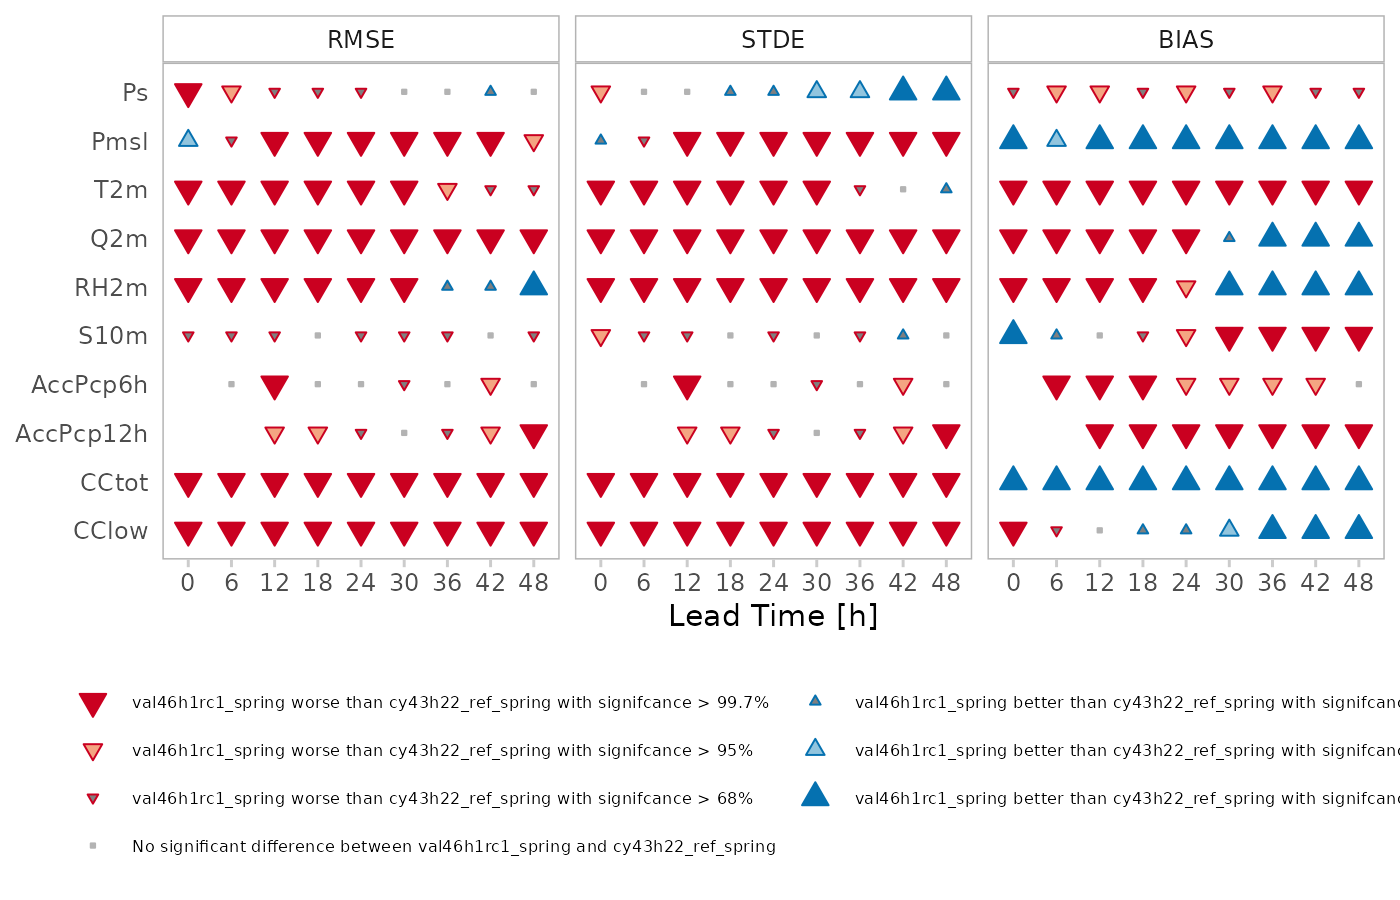 RMSE STDE BIAS
Ps
Pmsl
T2m
Q2m
RH2m
S10m
AccPcp6h
AccPcp12h
CCtot
CClow
0 6 12 18 24 30 36 42 48 0 6 12 18 24 30 36 42 48 0 6 12 18 24 30 36 42 48
Lead Time [h]
val46h1rc1_spring worse than cy43h22_ref_spring with signifcance > 99.7%
val46h1rc1_spring worse than cy43h22_ref_spring with signifcance > 95%
val46h1rc1_spring worse than cy43h22_ref_spring with signifcance > 68%
No significant difference between val46h1rc1_spring and cy43h22_ref_spring
val46h1rc1_spring better than cy43h22_ref_spring with
val46h1rc1_spring better than cy43h22_ref_spring with
val46h1rc1_spring better than cy43h22_ref_spring with